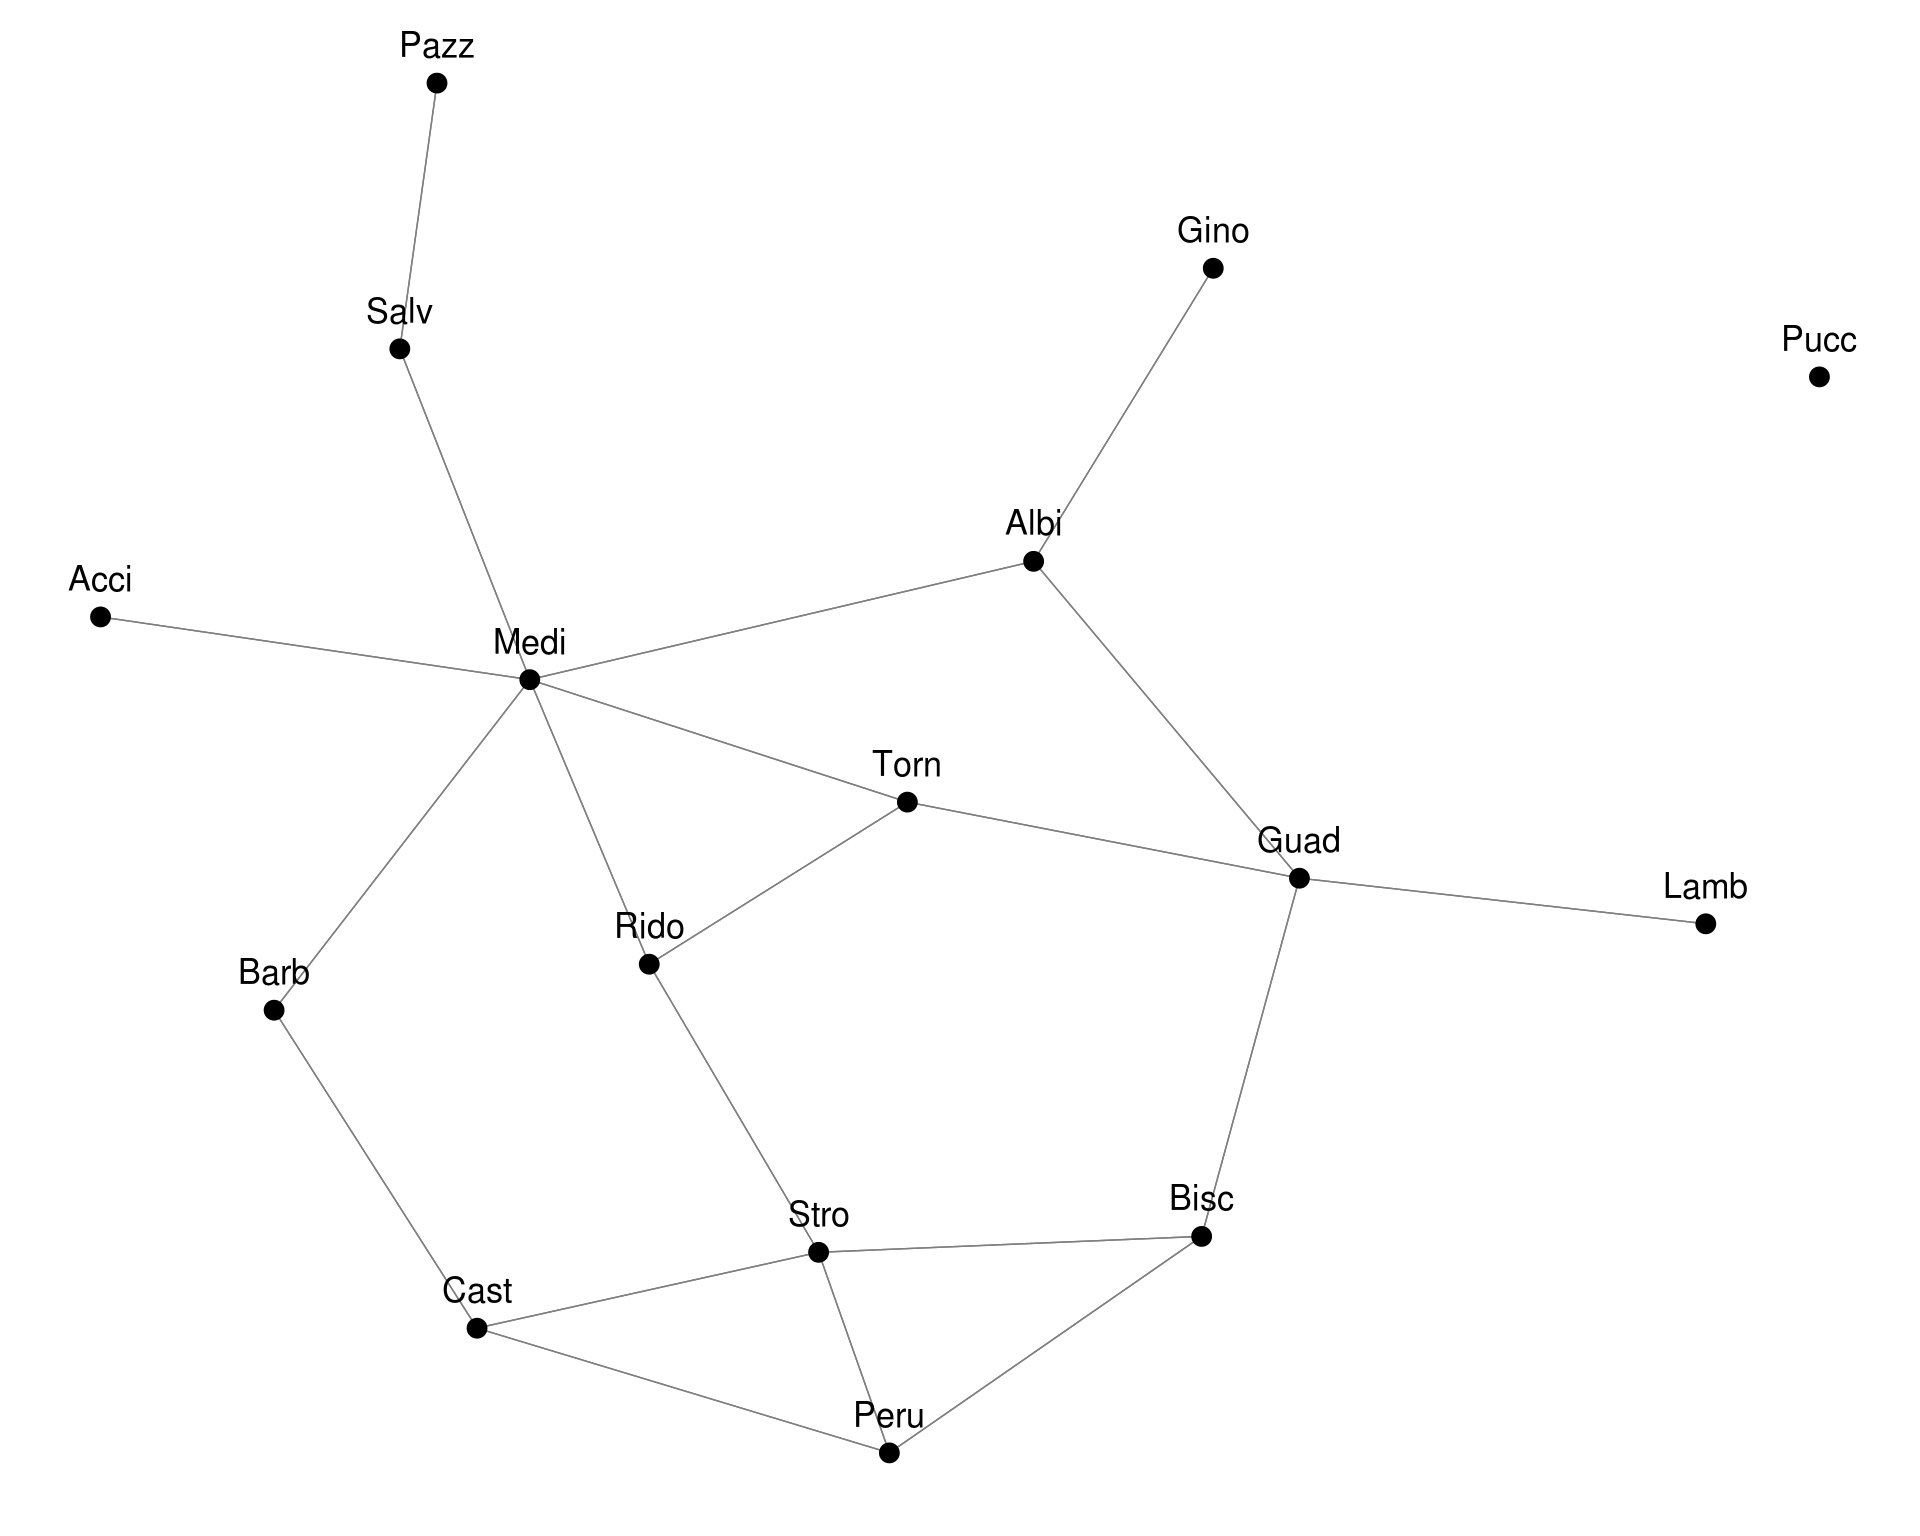 Pazz
Gino
Salv
Pucc
Albi
Acci
Medi
Torn
Guad
Lamb
Rido
Barb
Bisc
Stro
Cast
Peru